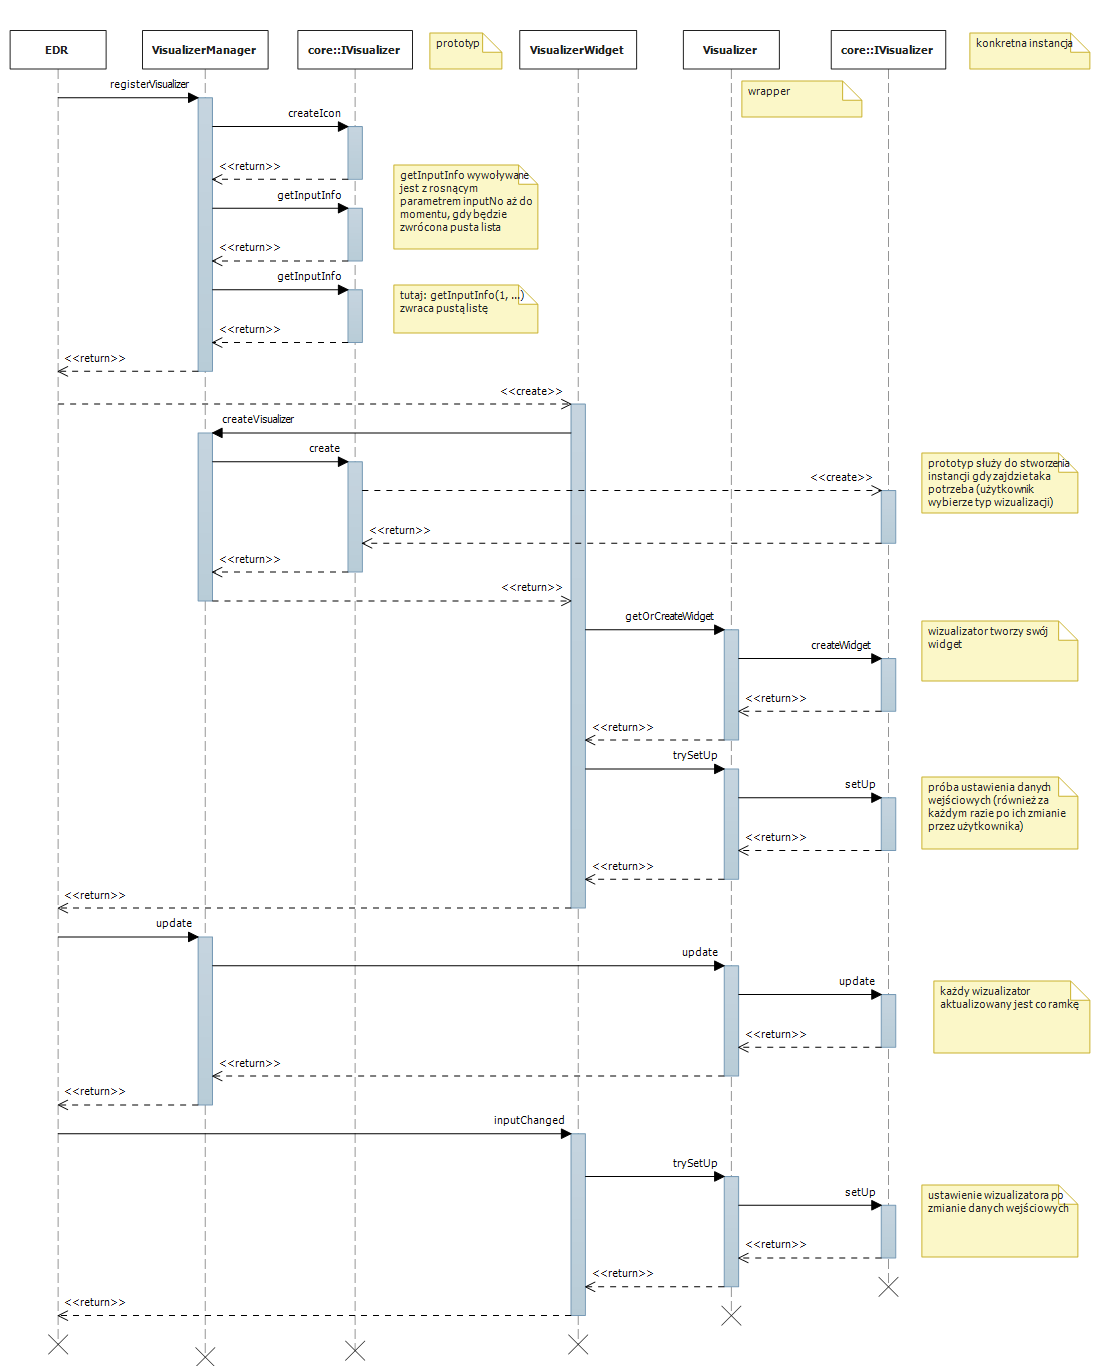 EDR
VisualizerManager
core::IVisualizer
prototyp
VisualizerWidget
Visualizer
core::IVisualizer
konkretna instancja
wrapper
registerVisualizer
createIcon
<<return>>
getInputInfo wywoływane
jest z rosnącym
parametrem inputNo aż do
momentu, gdy będzie
zwrócona pusta lista
getInputInfo
<<return>>
getInputInfo
tutaj: getInputInfo(1, ...)
zwraca pustą listę
<<return>>
<<return>>
<<create>>
createVisualizer
create
prototyp służy do stworzenia
instancji gdy zajdzie taka
potrzeba (użytkownik
wybierze typ wizualizacji)
<<create>>
<<return>>
<<return>>
<<return>>
getOrCreateWidget
wizualizator tworzy swój
widget
createWidget
<<return>>
<<return>>
trySetUp
setUp
próba ustawienia danych
wejściowych (również za
każdym razie po ich zmianie
przez użytkownika)
<<return>>
<<return>>
<<return>>
update
update
update
każdy wizualizator
aktualizowany jest co ramkę
<<return>>
<<return>>
<<return>>
inputChanged
trySetUp
setUp
ustawienie wizualizatora po
zmianie danych wejściowych
<<return>>
<<return>>
<<return>>